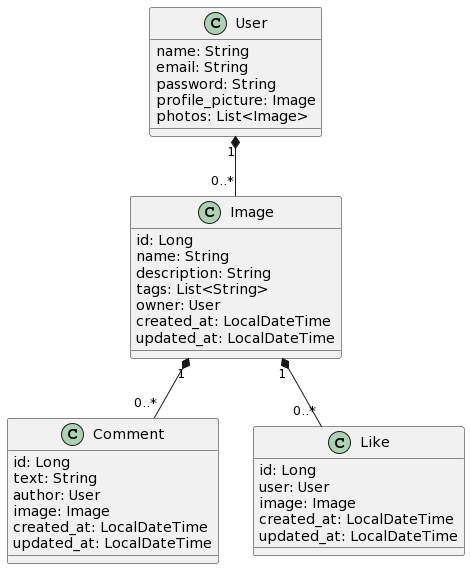 C User
name: String
email: String
password: String
profile_picture: Image
photos: List<Image>
1
0..*
C Image
id: Long
name: String
description: String
tags: List<String>
owner: User
created_at: LocalDateTime
updated_at: LocalDateTime
1
1
0..*
0..*
C Comment
id: Long
text: String
author: User
image: Image
created_at: LocalDateTime
updated_at: LocalDateTime
C Like
id: Long
user: User
image: Image
created_at: LocalDateTime
updated_at: LocalDateTime